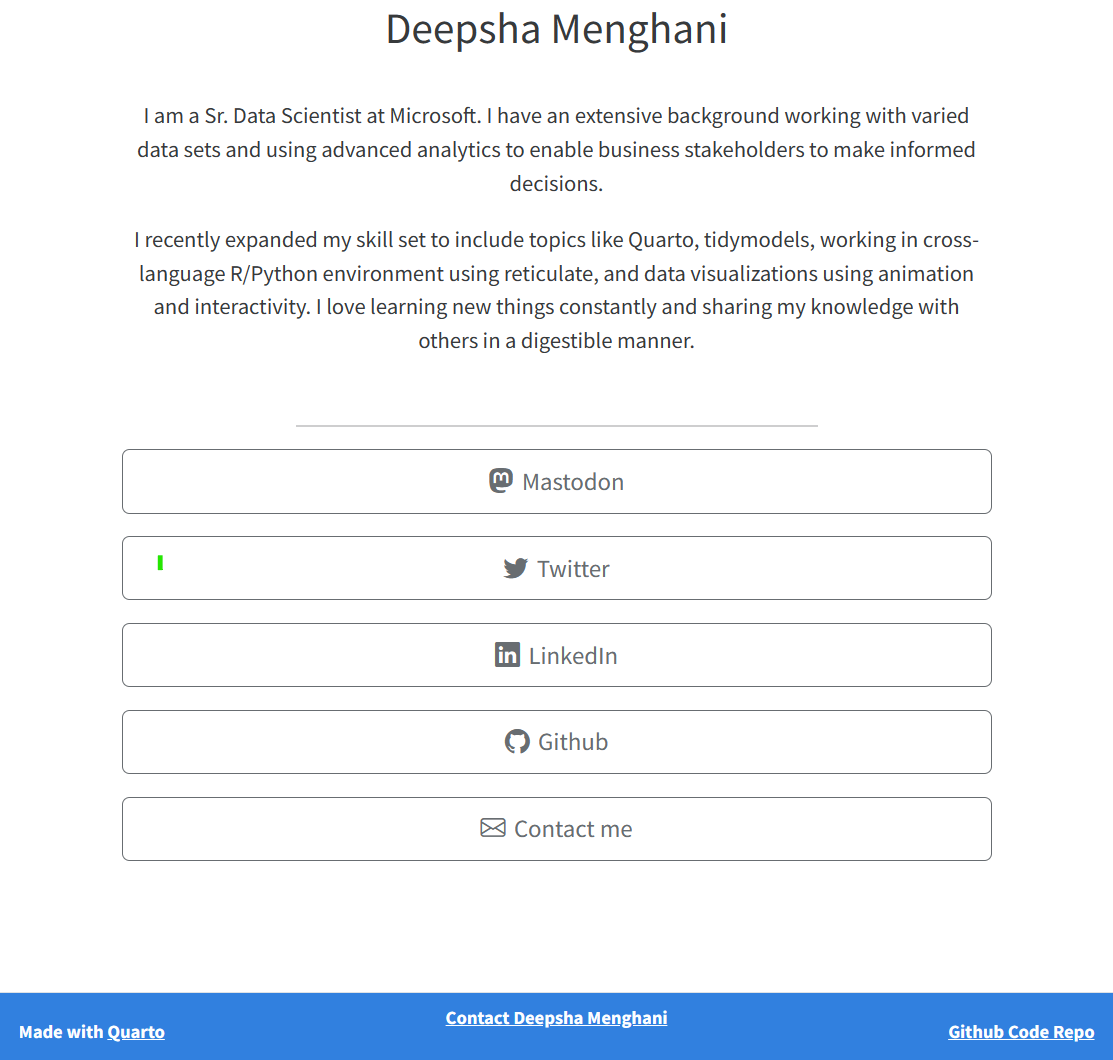 Deepsha Menghani
I am a Sr. Data Scientist at Microsoft. I have an extensive background working with varied
data sets and using advanced analytics to enable business stakeholders to make informed
decisions.
I recently expanded my skill set to include topics like Quarto, tidymodels, working in cross-
language R/Python environment using reticulate, and data visualizations using animation
and interactivity. I love learning new things constantly and sharing my knowledge with
others in a digestible manner.
Mastodon
Twitter
LinkedIn
Github
Contact me
Contact Deepsha Menghani
Made with Quarto
Github Code Repo